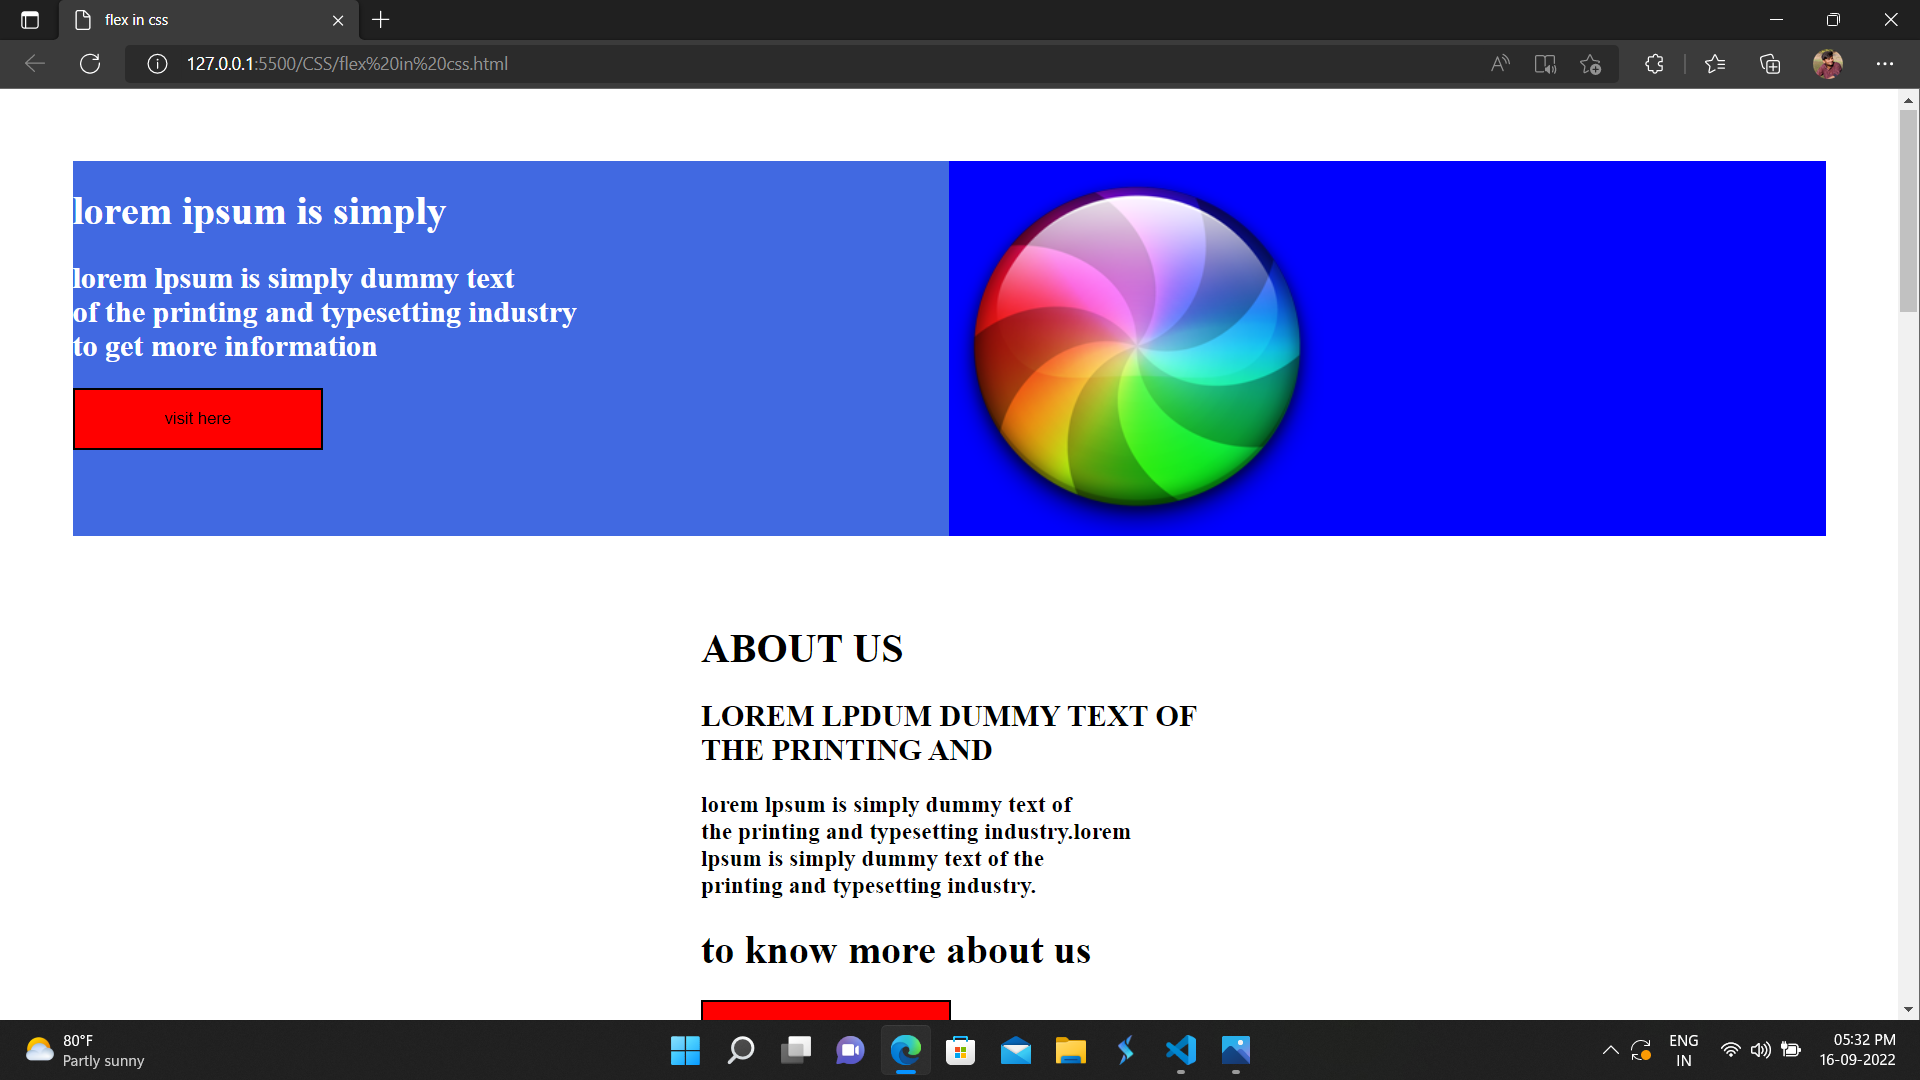 flex in css
127.0.0.1:5500/CSS/flex%20in%20css.html
lorem ipsum is simply
lorem lpsum is simply dummy text
of the printing and typesetting industry
to get more information
visit here
ABOUT US
LOREM LPDUM DUMMY TEXT OF
THE PRINTING AND
lorem lpsum is simply dummy text of
the printing and typesetting industry.lorem
lpsum is simply dummy text of the
printing and typesetting industry.
to know more about us
80°F
Partly sunny
ENG
IN
05:32 PM
16-09-2022